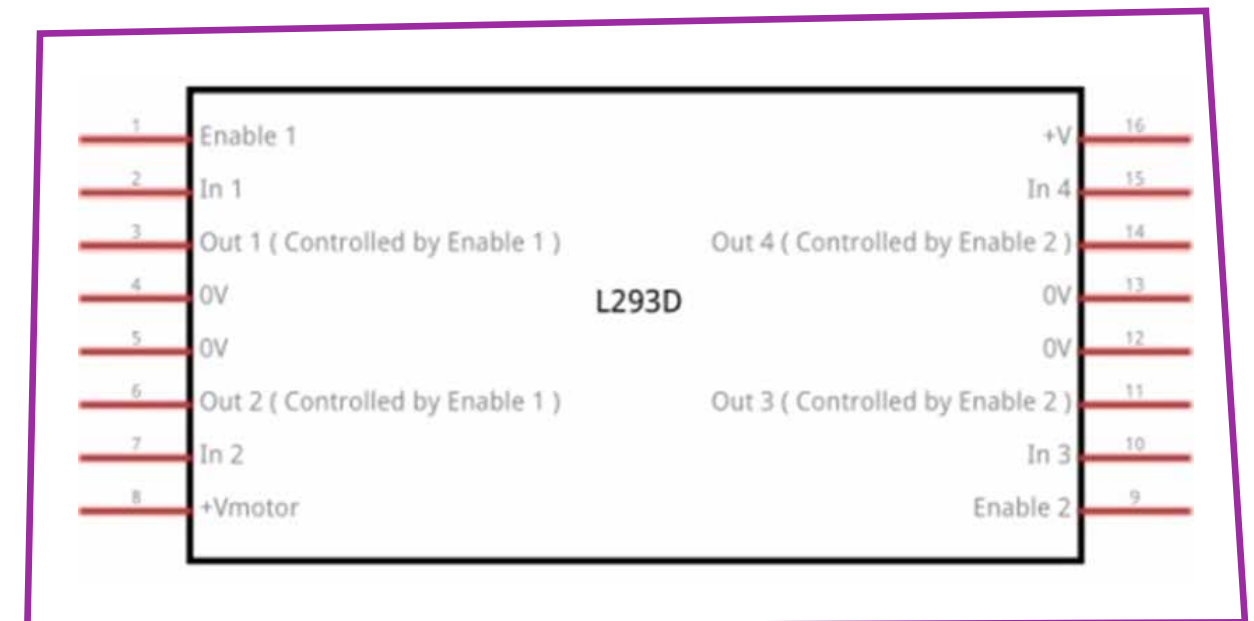 1 Enable 1 +V 16
2 In 1 In 4 15
3 Out 1 ( Controlled by Enable 1 ) Out 4 ( Controlled by Enable 2 ) 14
4 0V 0V 13
L293D
5 0V 0V 12
6 Out 2 ( Controlled by Enable 1 ) Out 3 ( Controlled by Enable 2 ) 11
7 In 2 In 3 10
8 +Vmotor Enable 2 9